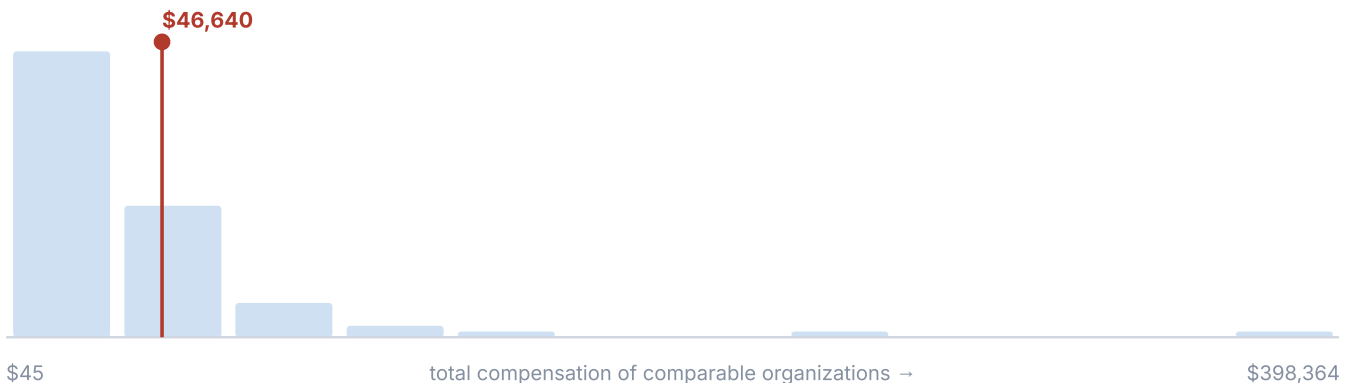 $46,640
$45
total compensation of comparable organizations →
$398,364